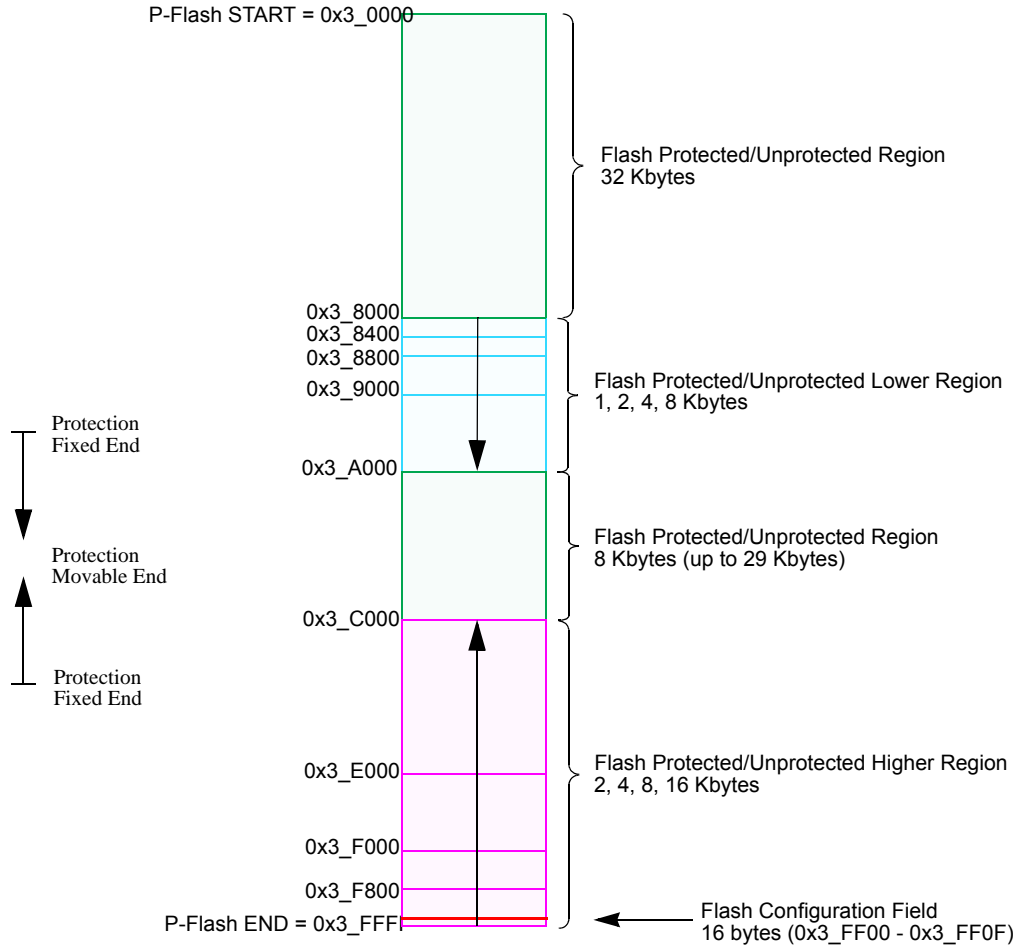 P-Flash START = 0x3_0000
Flash Protected/Unprotected Region
32 Kbytes
0x3_8000
0x3_8400
0x3_8800
0x3_9000
Flash Protected/Unprotected Lower Region
1, 2, 4, 8 Kbytes
Protection
Fixed End
0x3_A000
Flash Protected/Unprotected Region
8 Kbytes (up to 29 Kbytes)
Protection
Movable End
0x3_C000
Protection
Fixed End
Flash Protected/Unprotected Higher Region
2, 4, 8, 16 Kbytes
0x3_E000
0x3_F000
0x3_F800
Flash Configuration Field
16 bytes (0x3_FF00 - 0x3_FF0F)
P-Flash END =